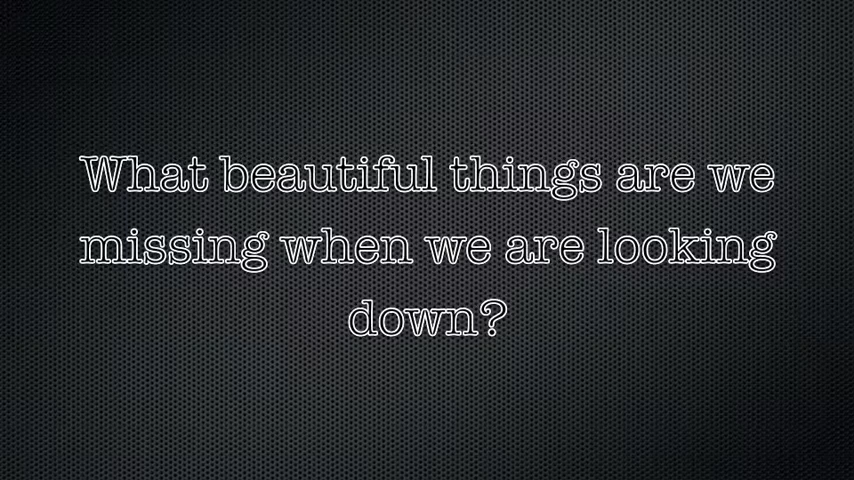 What beautiful things are we
missing when we are looking
down?